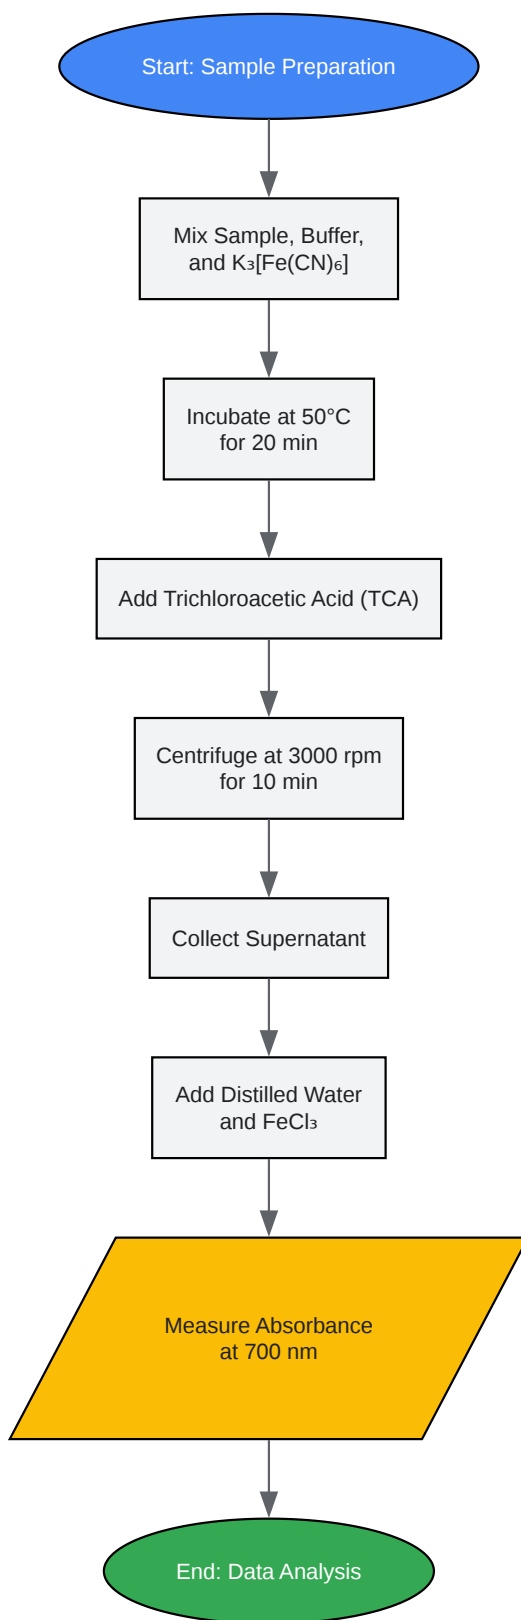 Start: Sample Preparation
Mix Sample, Buffer,
and K₃[Fe(CN)₆]
Incubate at 50°C
for 20 min
Add Trichloroacetic Acid (TCA)
Centrifuge at 3000 rpm
for 10 min
Collect Supernatant
Add Distilled Water
and FeCl₃
Measure Absorbance
at 700 nm
End: Data Analysis